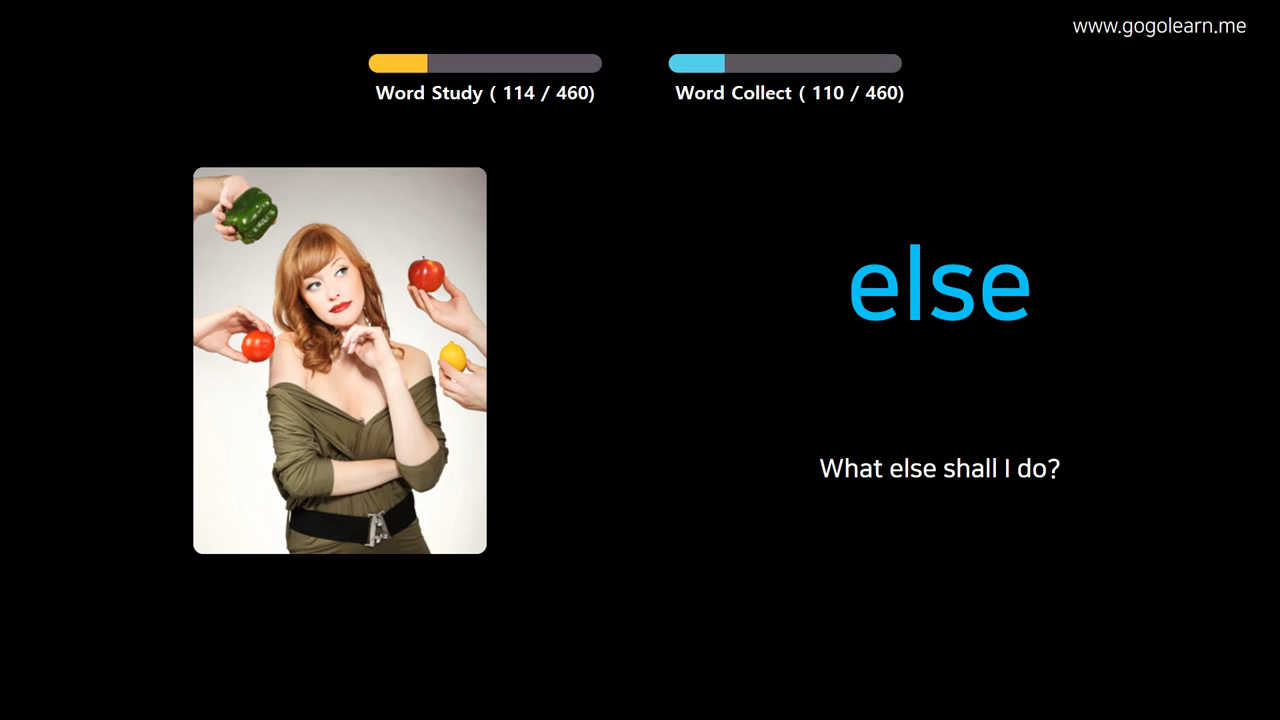 www.gogolearn.me
Word Study ( 114 / 460)
Word Collect ( 110 / 460)
else
What else shall I do?